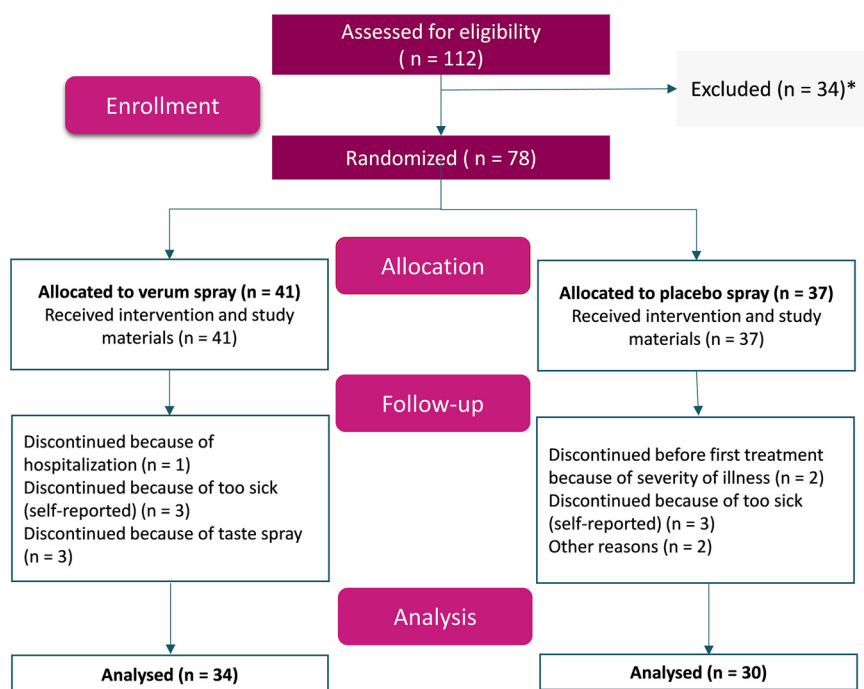 Assessed for eligibility
( n = 112)
Excluded (n = 34)*
Enrollment
Randomized ( n = 78)
Allocation
Allocated to verum spray (n = 41)
Received intervention and study
materials (n = 41)
Allocated to placebo spray (n = 37)
Received intervention and study
materials (n = 37)
Follow-up
Discontinued because of
hospitalization (n = 1)
Discontinued because of too sick
(self-reported) (n = 3)
Discontinued because of taste spray
(n = 3)
Discontinued before first treatment
because of severity of illness (n = 2)
Discontinued because of too sick
(self-reported) (n = 3)
Other reasons (n = 2)
Analysis
Analysed (n = 34)
Analysed (n = 30)